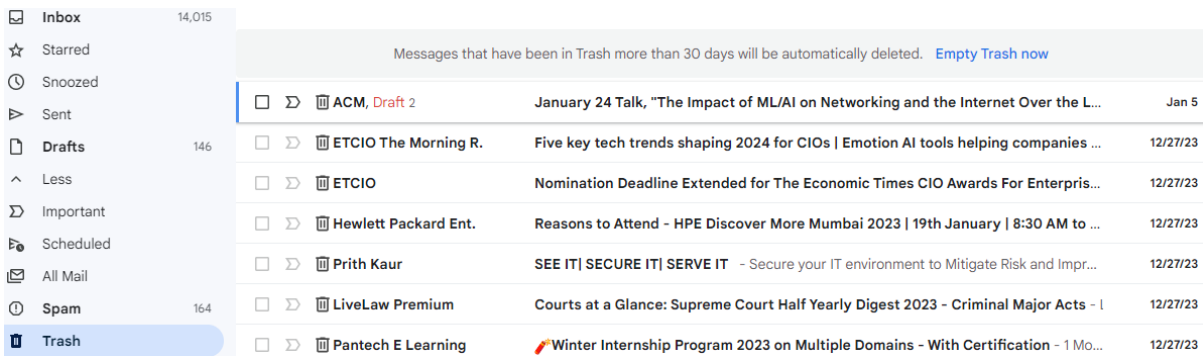 Inbox 14,015
Starred
Snoozed
Sent
Drafts 146
Less
Important
Scheduled
All Mail
Spam 164
Trash
Messages that have been in Trash more than 30 days will be automatically deleted. Empty Trash now
ACM, Draft 2 January 24 Talk, "The Impact of ML/AI on Networking and the Internet Over the L... Jan 5
ETCIO The Morning R. Five key tech trends shaping 2024 for CIOs | Emotion AI tools helping companies ... 12/27/23
ETCIO Nomination Deadline Extended for The Economic Times CIO Awards For Enterpris... 12/27/23
Hewlett Packard Ent. Reasons to Attend - HPE Discover More Mumbai 2023 | 19th January | 8:30 AM to ... 12/27/23
Prith Kaur SEE IT| SECURE IT| SERVE IT - Secure your IT environment to Mitigate Risk and Impr... 12/27/23
LiveLaw Premium Courts at a Glance: Supreme Court Half Yearly Digest 2023 - Criminal Major Acts - 12/27/23
Pantech E Learning 🧨Winter Internship Program 2023 on Multiple Domains - With Certification - 1 Mo... 12/27/23